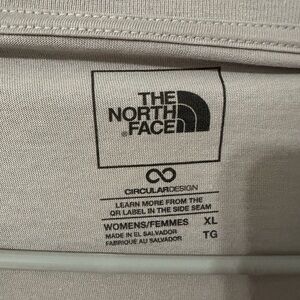 THE
NORTH
FACE
CIRCULARDESIGN
LEARN MORE FROM THE
QR LABEL IN THE SIDE SEAM
WOMENS/FEMMES XL
MADE IN EL SALVADOR
FABRIQUÉ AU SALVADOR TG